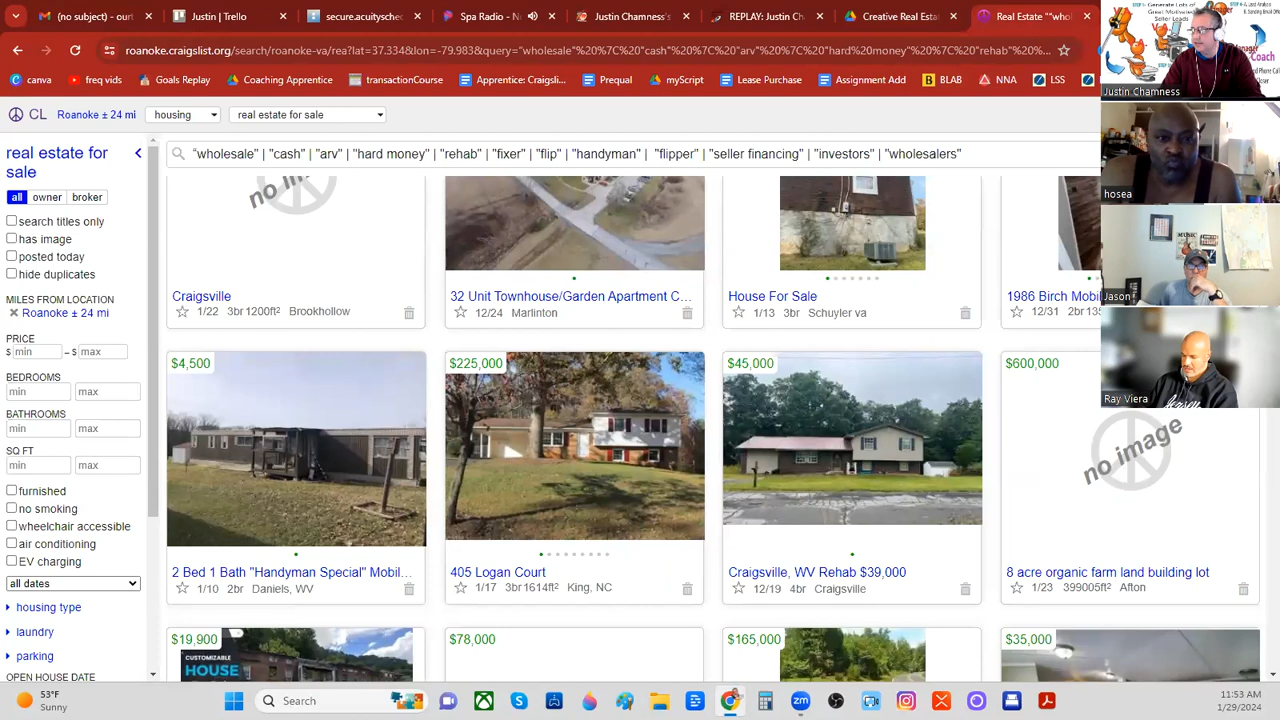 (8 email) - ourt
Justin | Trello
secure.acuitysche
Justin Chamness's
REPLAY: Justin Ch
Creative Real Est
Real Estate ""who
roanoke.craigslist.org/search/roanoke-va/rea?lat=37.3348lon=-79.983&query="wholesale"%20%7C%20"cash"%20%7C%20"arv"%20%7C%20"hard money"%20%7C%20"rehab"%20%...
canva
freq vids
Goals Replay
Coaching Apprentice
transactionCourse
Apprentice: Craigsli...
Prequal
myScript
Lease Purchase
Assignment Add
BLAB
NNA
LSS
Justin Chamness
CL
Roanoke ± 24 mi
housing
real estate for sale
real estate for
sale
"wholesale" | "cash" | "arv" | "hard money" | "rehab" | "fixer" | "flip" | "handyman" | "flipper" | "seller financing" | "investors" | "wholesalers"
all
owner
broker
search titles only
has image
posted today
hide duplicates
MILES FROM LOCATION
Roanoke ± 24 mi
PRICE
$ min – $ max
BEDROOMS
min
max
BATHROOMS
min
max
SQ FT
min
max
furnished
no smoking
wheelchair accessible
air conditioning
EV charging
all dates
housing type
laundry
parking
OPEN HOUSE DATE
Craigsville
1/22 3br 1200ft² Brookhollow
32 Unit Townhouse/Garden Apartment C...
12/24 Marlinton
House For Sale
1/13 3br Schuyler va
1986 Birch Mobil
12/31 2br 135
hosea
Jason
Ray Viera
$4,500
$225,000
$45,000
$600,000
no image
2 Bed 1 Bath "Handyman Special" Mobil...
1/10 2br Daniels, WV
405 Logan Court
1/17 3br 1614ft² King, NC
Craigsville, WV Rehab $39,000
12/19 4br Craigsville
8 acre organic farm land building lot
1/23 399005ft² Afton
$19,900
$78,000
$165,000
$35,000
CUSTOMIZABLE
HOUSE
53°F
Sunny
Search
11:53 AM
1/29/2024